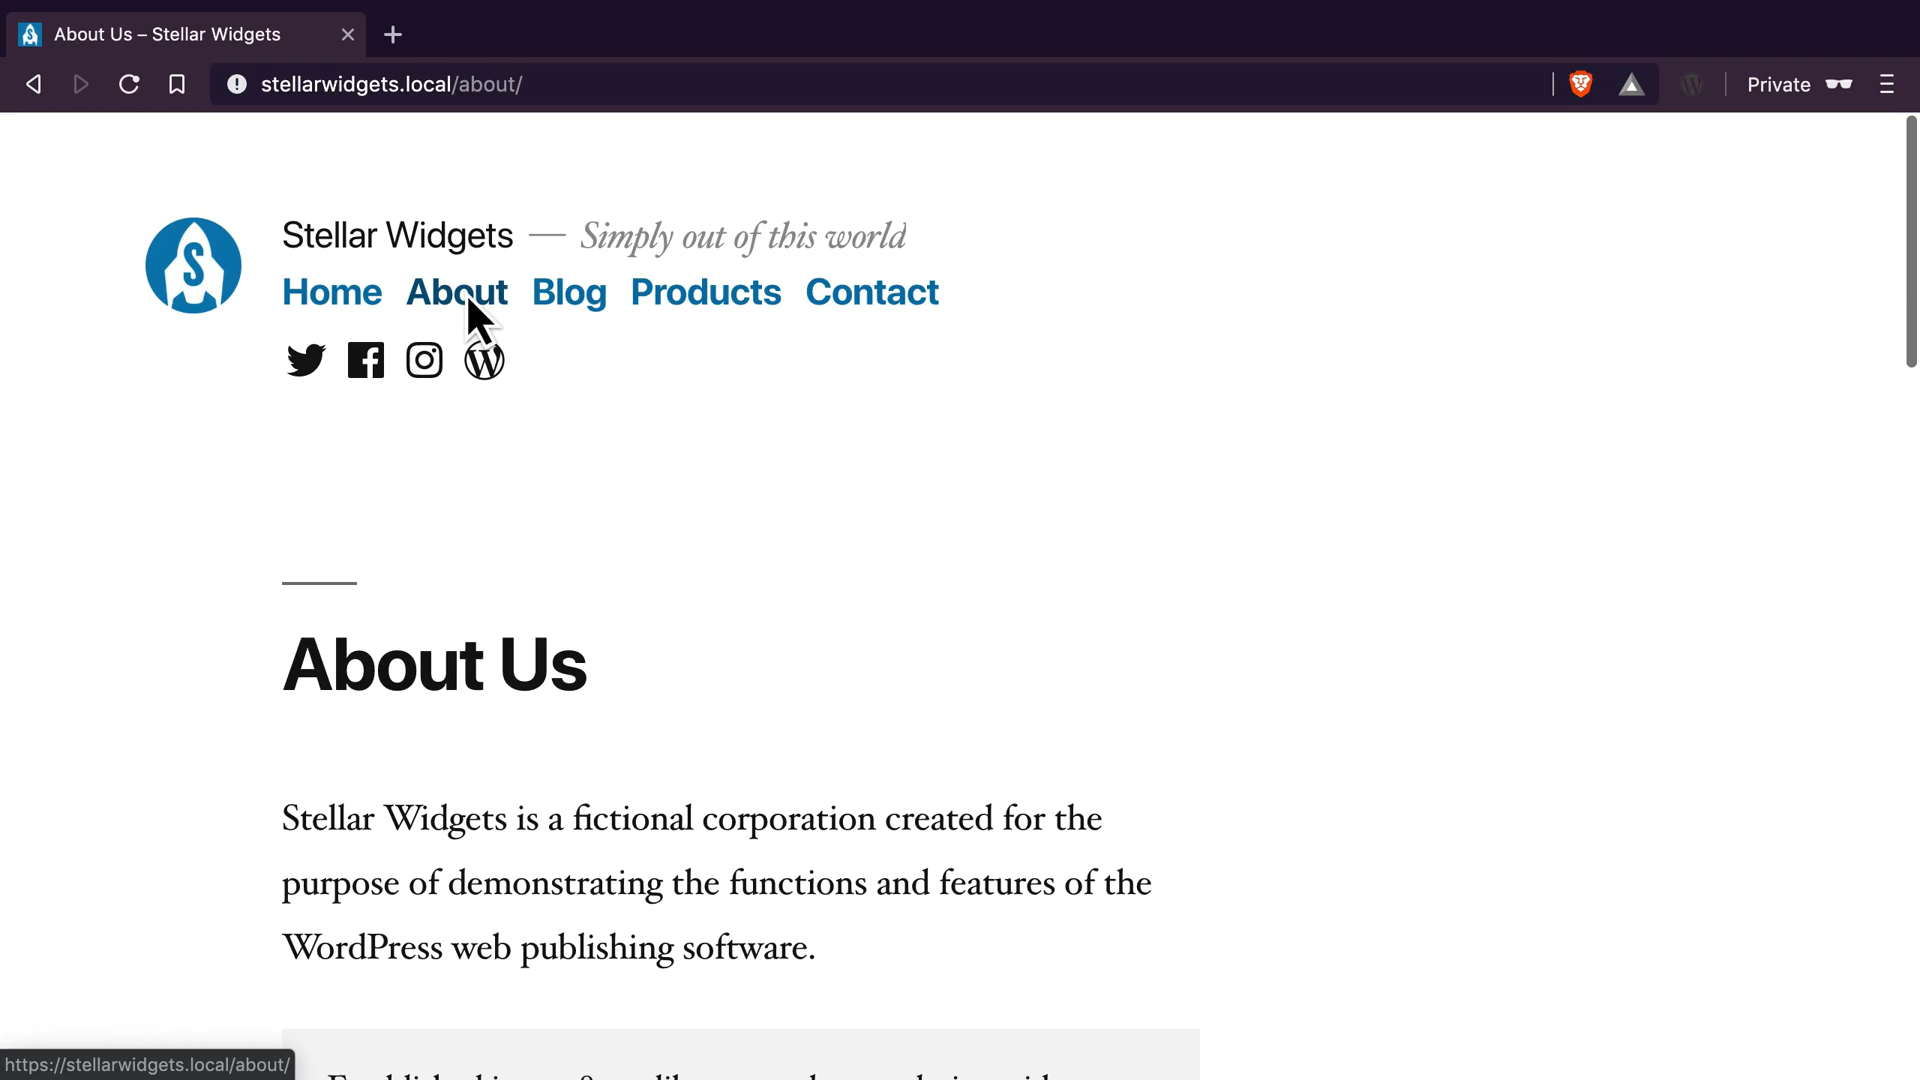 About Us – Stellar Widgets
stellarwidgets.local/about/
Private
Stellar Widgets — Simply out of this world
Home About Blog Products Contact
About Us
Stellar Widgets is a fictional corporation created for the
purpose of demonstrating the functions and features of the
WordPress web publishing software.
https://stellarwidgets.local/about/